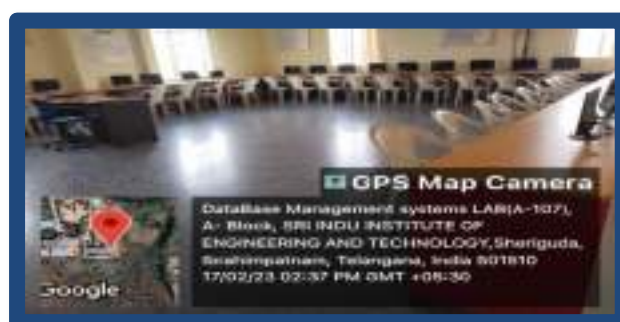 GPS Map Camera
DataBase Management systems LAB(A-107),
A- Block, SRI INDU INSTITUTE OF
ENGINEERING AND TECHNOLOGY,Sheriguda,
Ibrahimpatnam, Telangana, India 501510
17/02/23 02:37 PM GMT +05:30
Google